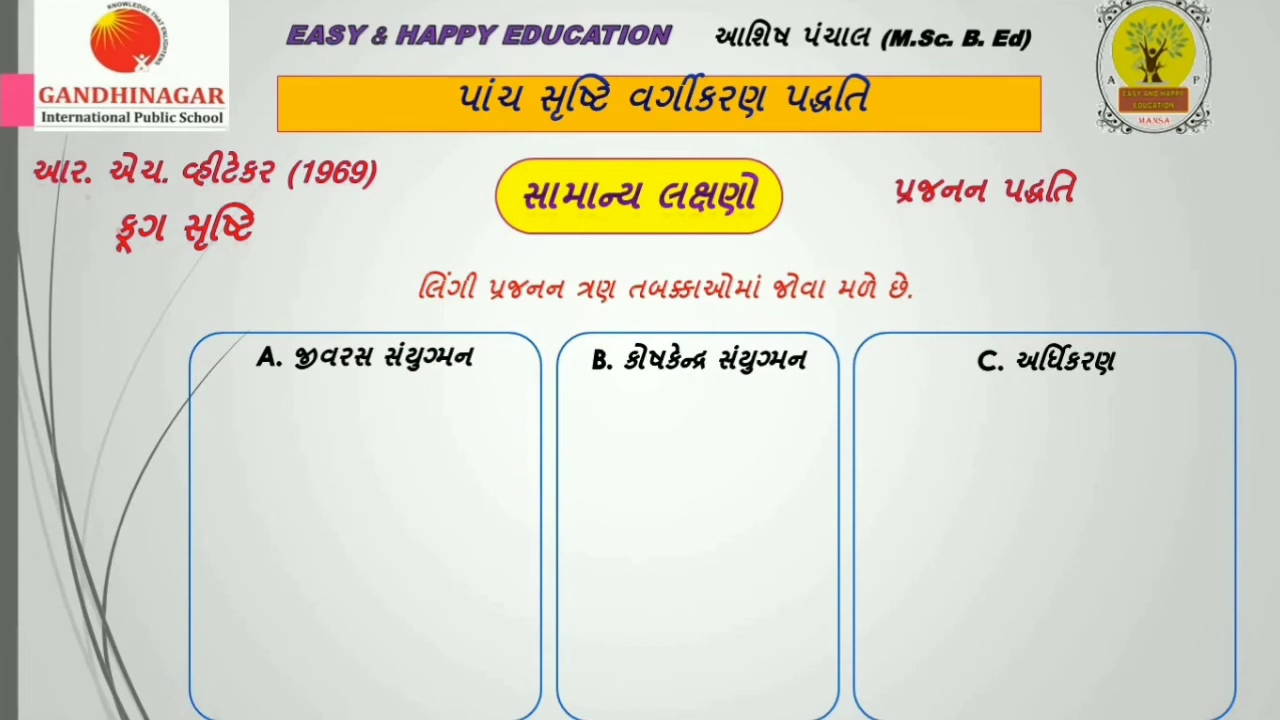 KNOWLEDGE THAT ENLIGHTENS
GANDHINAGAR
International Public School
EASY & HAPPY EDUCATION
આશિષ પંચાલ (M.Sc. B. Ed)
A P
EASY AND HAPPY
EDUCATION
MANSA
પાંચ સૃષ્ટિ વર્ગીકરણ પદ્ધતિ
આર. એચ. વ્હીટેકર (1969)
ફૂગ સૃષ્ટિ
સામાન્ય લક્ષણો
પ્રજનન પદ્ધતિ
લિંગી પ્રજનન ત્રણ તબક્કાઓમાં જોવા મળે છે.
A. જીવરસ સંયુગ્મન
B. કોષકેન્દ્ર સંયુગ્મન
C. અર્ધિકરણ